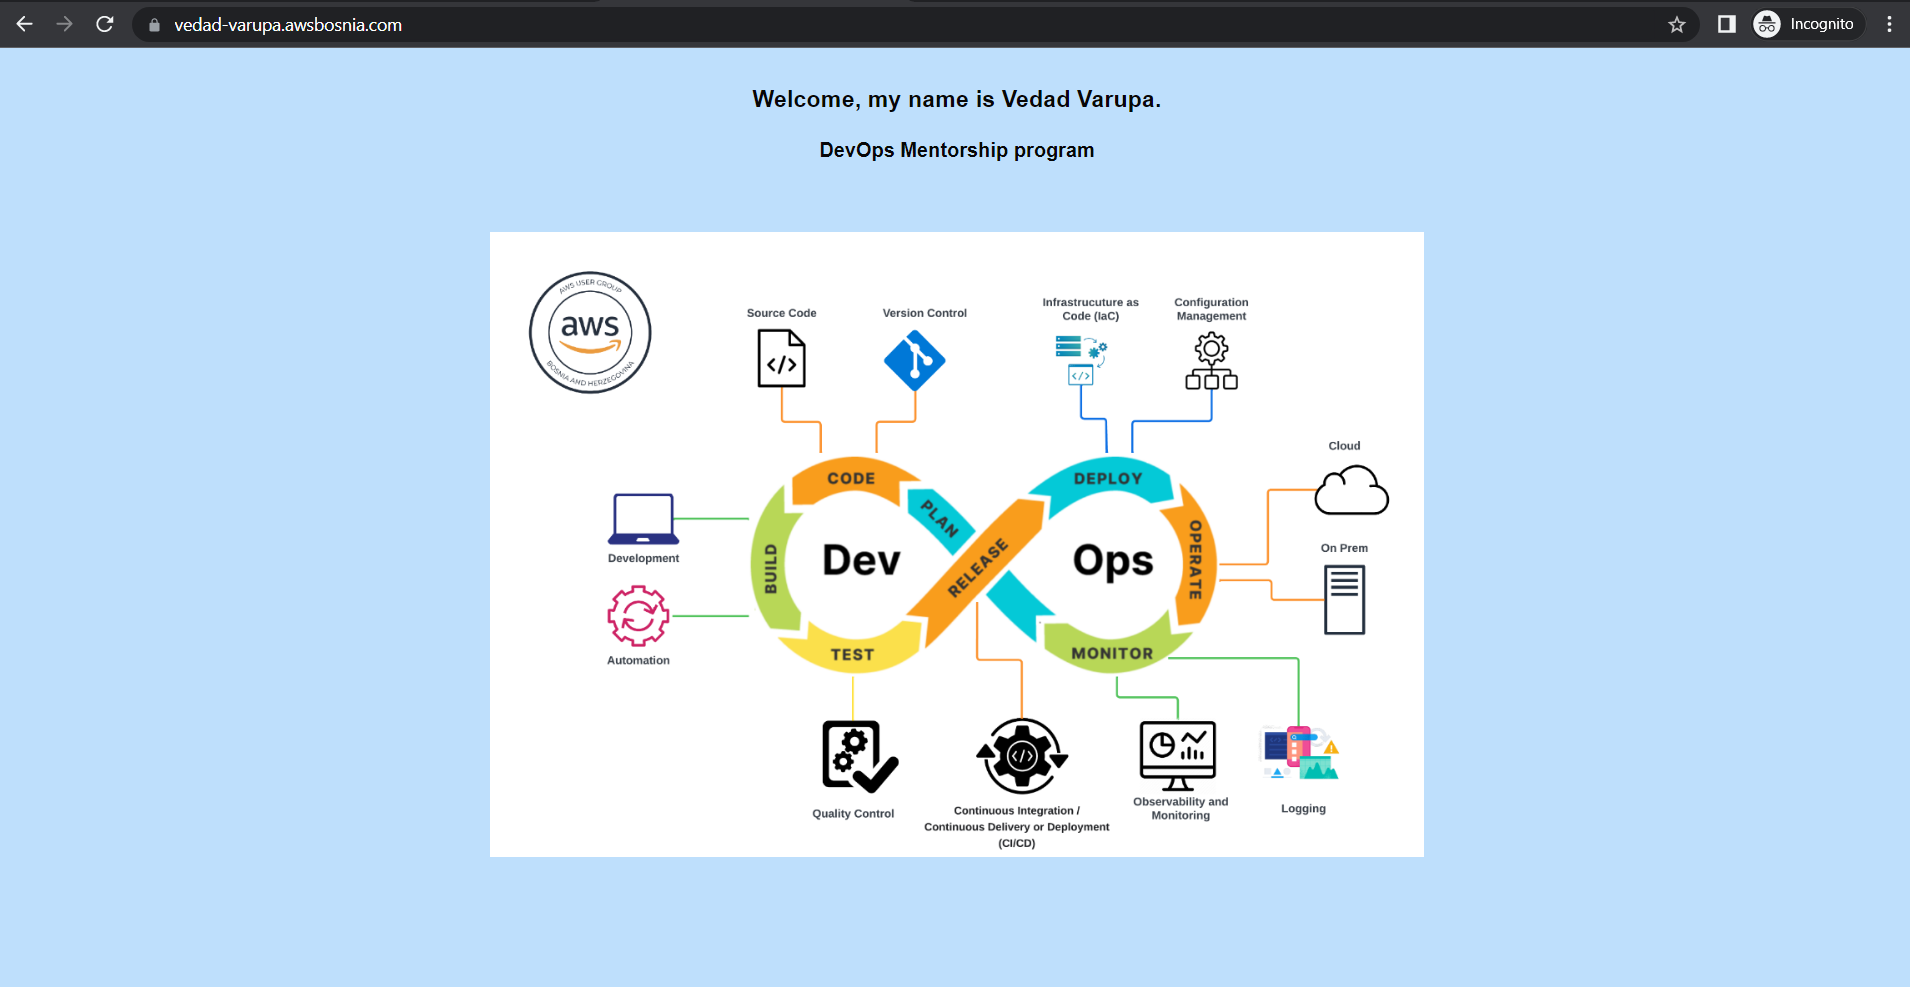 vedad-varupa.awsbosnia.com
Incognito
Welcome, my name is Vedad Varupa.
DevOps Mentorship program
AWS USER GROUP
aws
BOSNIA AND HERZEGOVINA
Source Code
</>
Version Control
Infrastrucuture as
Code (IaC)
</>
Configuration
Management
Cloud
On Prem
Development
Automation
CODE
PLAN
BUILD
Dev
TEST
RELEASE
DEPLOY
Ops
OPERATE
MONITOR
Quality Control
</>
Continuous Integration /
Continuous Delivery or Deployment
(CI/CD)
Observability and
Monitoring
Logging